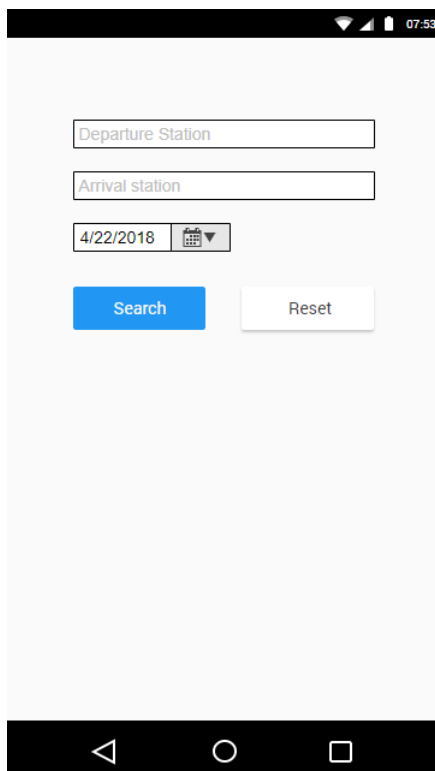 07:53
Departure Station
Arrival station
4/22/2018
Search Reset